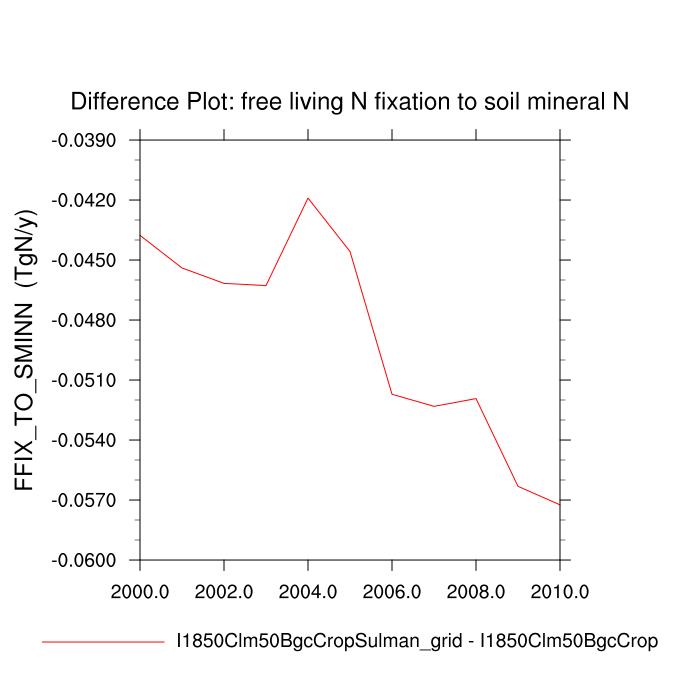 Difference Plot: free living N fixation to soil mineral N
-0.0390
-0.0420
-0.0450
-0.0480
-0.0510
-0.0540
-0.0570
-0.0600
FFIX_TO_SMINN (TgN/y)
2000.0 2002.0 2004.0 2006.0 2008.0 2010.0
I1850Clm50BgcCropSulman_grid - I1850Clm50BgcCrop